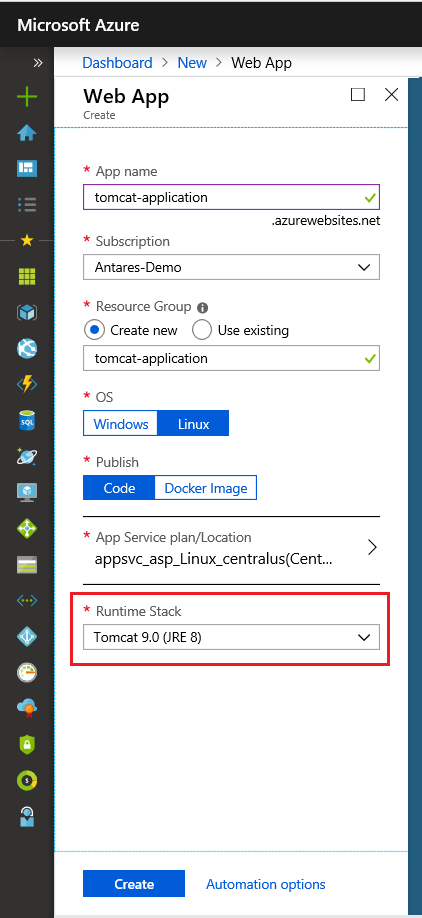 Microsoft Azure
Dashboard > New > Web App
Web App
Create
* App name
tomcat-application
.azurewebsites.net
* Subscription
Antares-Demo
* Resource Group
Create new Use existing
tomcat-application
* OS
Windows Linux
* Publish
Code Docker Image
* App Service plan/Location
appsvc_asp_Linux_centralus(Cent...
* Runtime Stack
Tomcat 9.0 (JRE 8)
Create Automation options
SQL